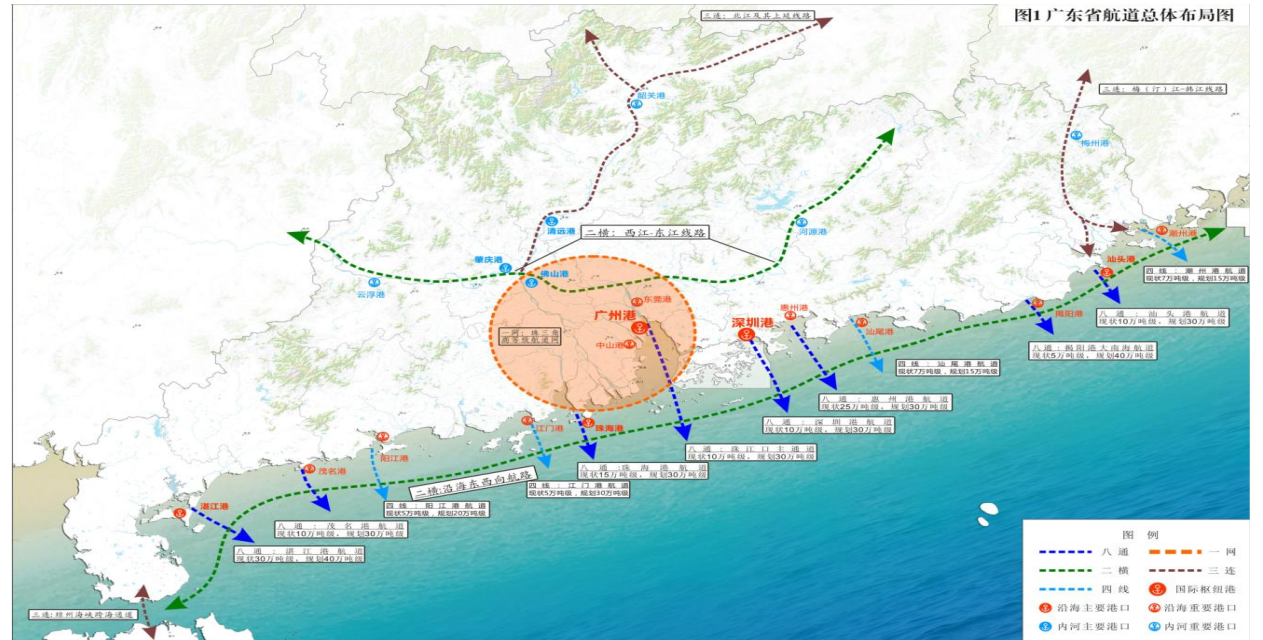 图1 广东省航道总体布局图
三连：北江及其上延线路
三连：梅（汀）江-韩江线路
韶关港
梅州港
清远港
二横：西江-东江线路
河源港
潮州港
肇庆港
佛山港
汕头港
四线：潮州港航道
现状7万吨级，规划15万吨级
云浮港
东莞港
惠州港
揭阳港
八通：汕头港航道
现状10万吨级，规划30万吨级
广州港
深圳港
汕尾港
一网：珠三角
高等级航道网
中山港
八通：揭阳港大南海航道
现状5万吨级，规划40万吨级
四线：汕尾港航道
现状7万吨级，规划15万吨级
八通：惠州港航道
现状25万吨级，规划30万吨级
江门港
珠海港
八通：深圳港航道
现状10万吨级，规划30万吨级
阳江港
八通：珠江口主通道
现状10万吨级，规划30万吨级
茂名港
八通：珠海港航道
现状15万吨级，规划30万吨级
二横:沿海东西向航路
四线：江门港航道
现状5万吨级，规划30万吨级
湛江港
四线：阳江港航道
现状5万吨级，规划20万吨级
八通：茂名港航道
现状10万吨级，规划30万吨级
八通：湛江港航道
现状30万吨级，规划40万吨级
三连:琼州海峡跨海通道
图例
八通
一网
二横
三连
四线
国际枢纽港
沿海主要港口
沿海重要港口
内河主要港口
内河重要港口